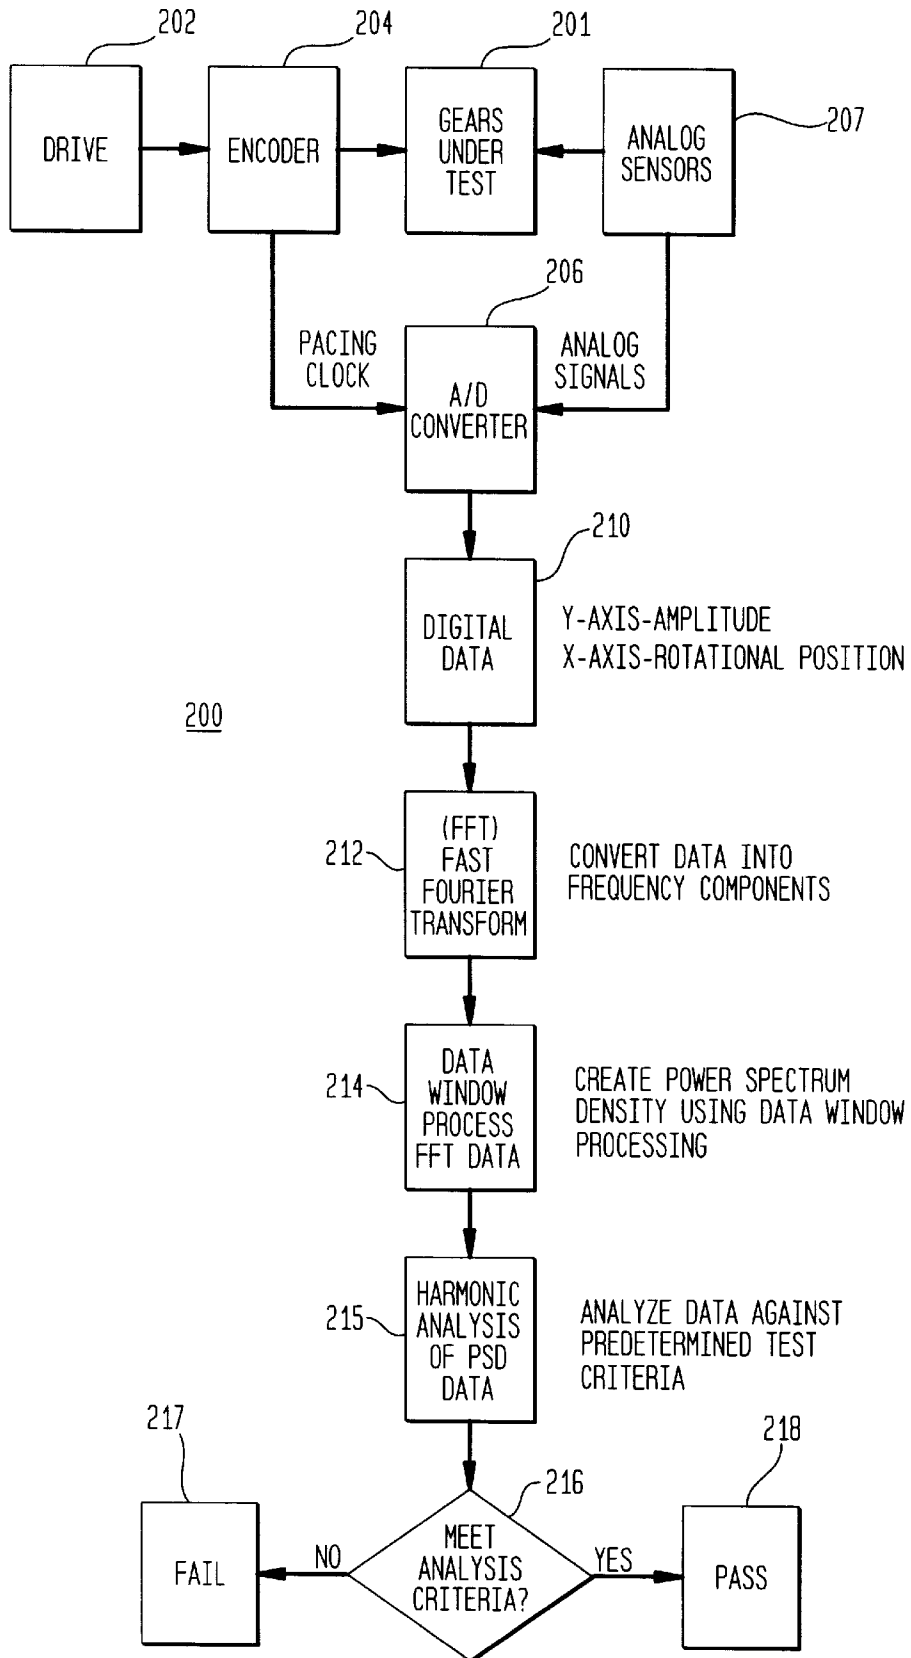 202
204
201
207
DRIVE
ENCODER
GEARS
UNDER
TEST
ANALOG
SENSORS
206
PACING
CLOCK
ANALOG
SIGNALS
A/D
CONVERTER
210
DIGITAL
DATA
Y-AXIS-AMPLITUDE
X-AXIS-ROTATIONAL POSITION
200
212
(FFT)
FAST
FOURIER
TRANSFORM
CONVERT DATA INTO
FREQUENCY COMPONENTS
214
DATA
WINDOW
PROCESS
FFT DATA
CREATE POWER SPECTRUM
DENSITY USING DATA WINDOW
PROCESSING
215
HARMONIC
ANALYSIS
OF PSD
DATA
ANALYZE DATA AGAINST
PREDETERMINED TEST
CRITERIA
217
216
218
FAIL
NO
MEET
ANALYSIS
CRITERIA?
YES
PASS